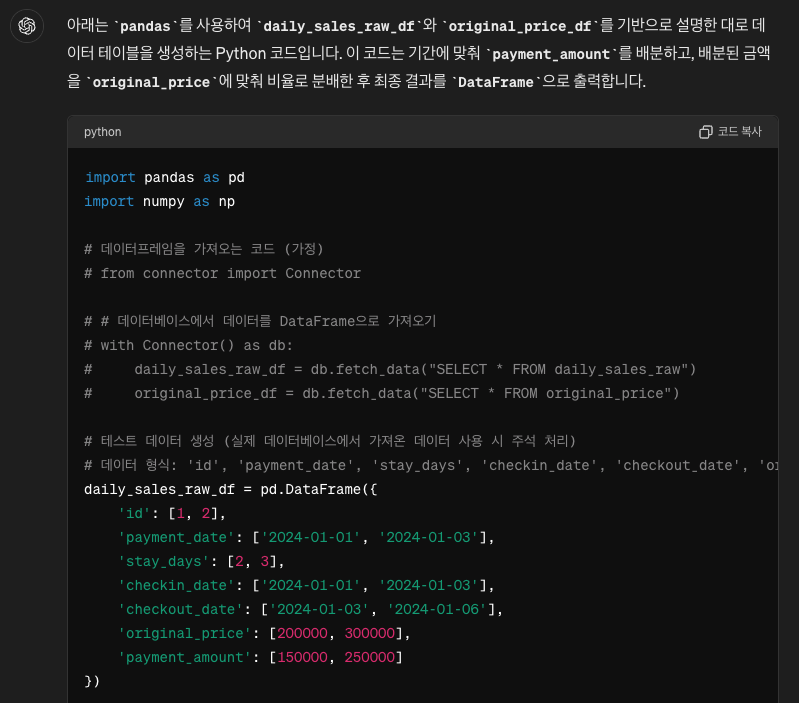 아래는 `pandas`를 사용하여 `daily_sales_raw_df`와 `original_price_df`를 기반으로 설명한 대로 데
이터 테이블을 생성하는 Python 코드입니다. 이 코드는 기간에 맞춰 `payment_amount`를 배분하고, 배분된 금액
을 `original_price`에 맞춰 비율로 분배한 후 최종 결과를 `DataFrame`으로 출력합니다.
python
코드 복사
import pandas as pd
import numpy as np
# 데이터프레임을 가져오는 코드 (가정)
# from connector import Connector
# # 데이터베이스에서 데이터를 DataFrame으로 가져오기
# with Connector() as db:
#     daily_sales_raw_df = db.fetch_data("SELECT * FROM daily_sales_raw")
#     original_price_df = db.fetch_data("SELECT * FROM original_price")
# 테스트 데이터 생성 (실제 데이터베이스에서 가져온 데이터 사용 시 주석 처리)
# 데이터 형식: 'id', 'payment_date', 'stay_days', 'checkin_date', 'checkout_date',
daily_sales_raw_df = pd.DataFrame({
    'id': [1, 2],
    'payment_date': ['2024-01-01', '2024-01-03'],
    'stay_days': [2, 3],
    'checkin_date': ['2024-01-01', '2024-01-03'],
    'checkout_date': ['2024-01-03', '2024-01-06'],
    'original_price': [200000, 300000],
    'payment_amount': [150000, 250000]
})